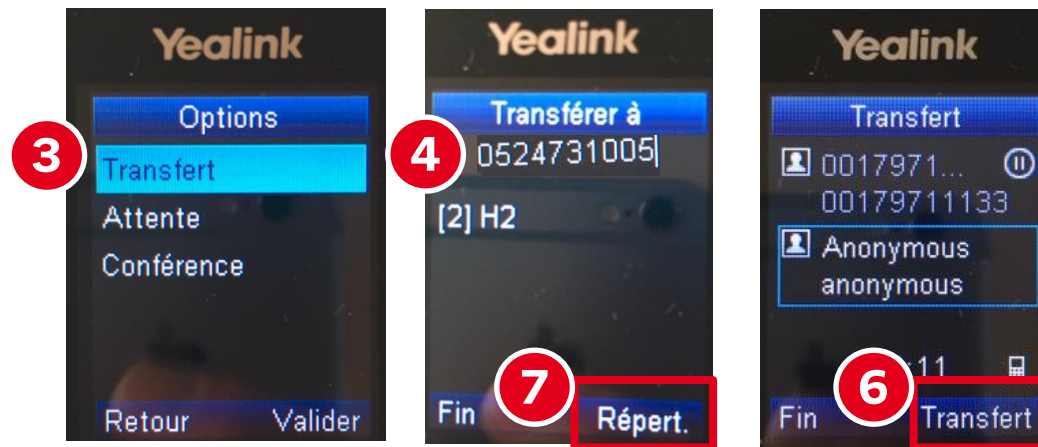 Yealink
Options
3
Transfert
Attente
Conférence
Retour Valider
Yealink
Transférer à
4
0524731005
[2] H2
7
Fin Répert.
Yealink
Transfert
0017971...
00179711133
Anonymous
anonymous
:11
6
Fin Transfert